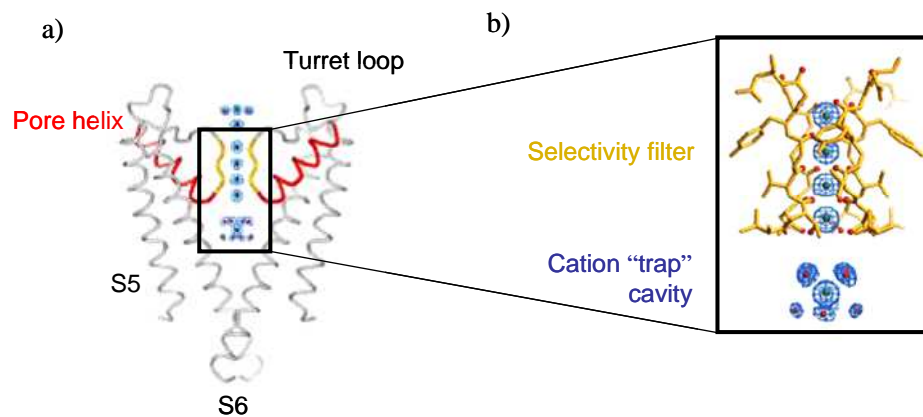 a)
b)
Turret loop
Pore helix
Selectivity filter
Cation “trap”
cavity
S5
S6